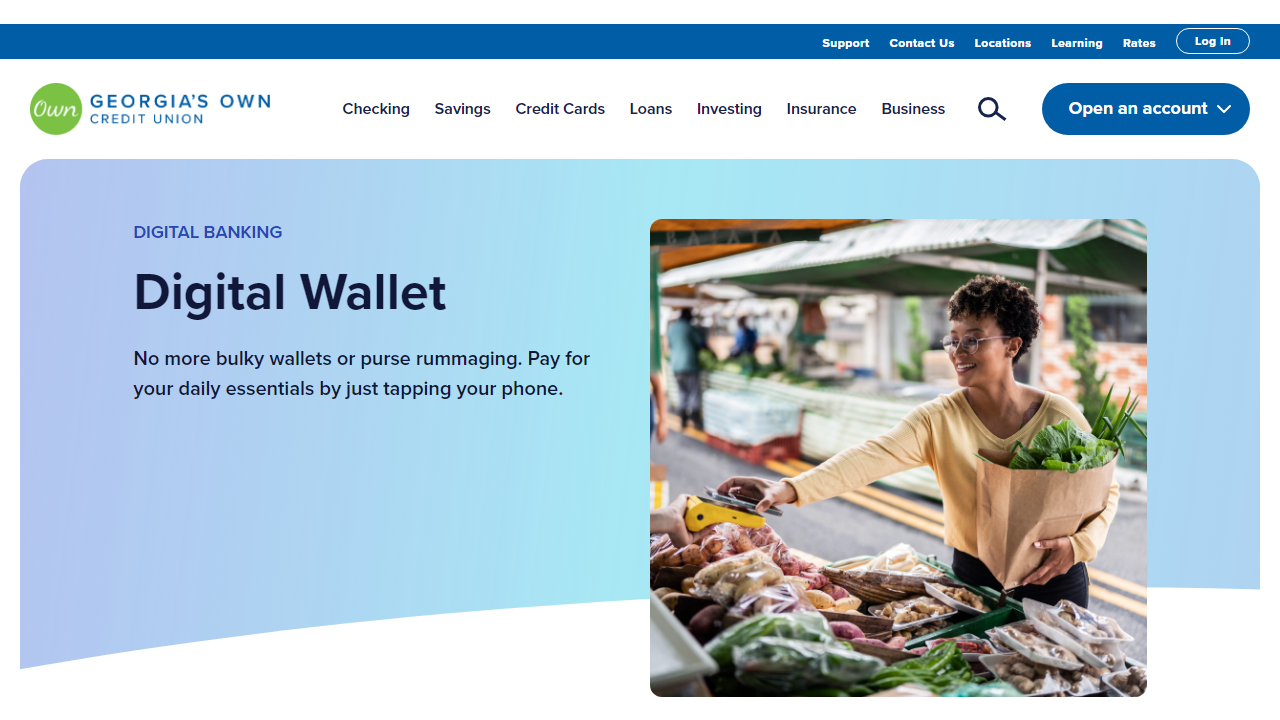 Support Contact Us Locations Learning Rates Log In
Own GEORGIA'S OWN
CREDIT UNION
Checking Savings Credit Cards Loans Investing Insurance Business Open an account
DIGITAL BANKING
Digital Wallet
No more bulky wallets or purse rummaging. Pay for
your daily essentials by just tapping your phone.